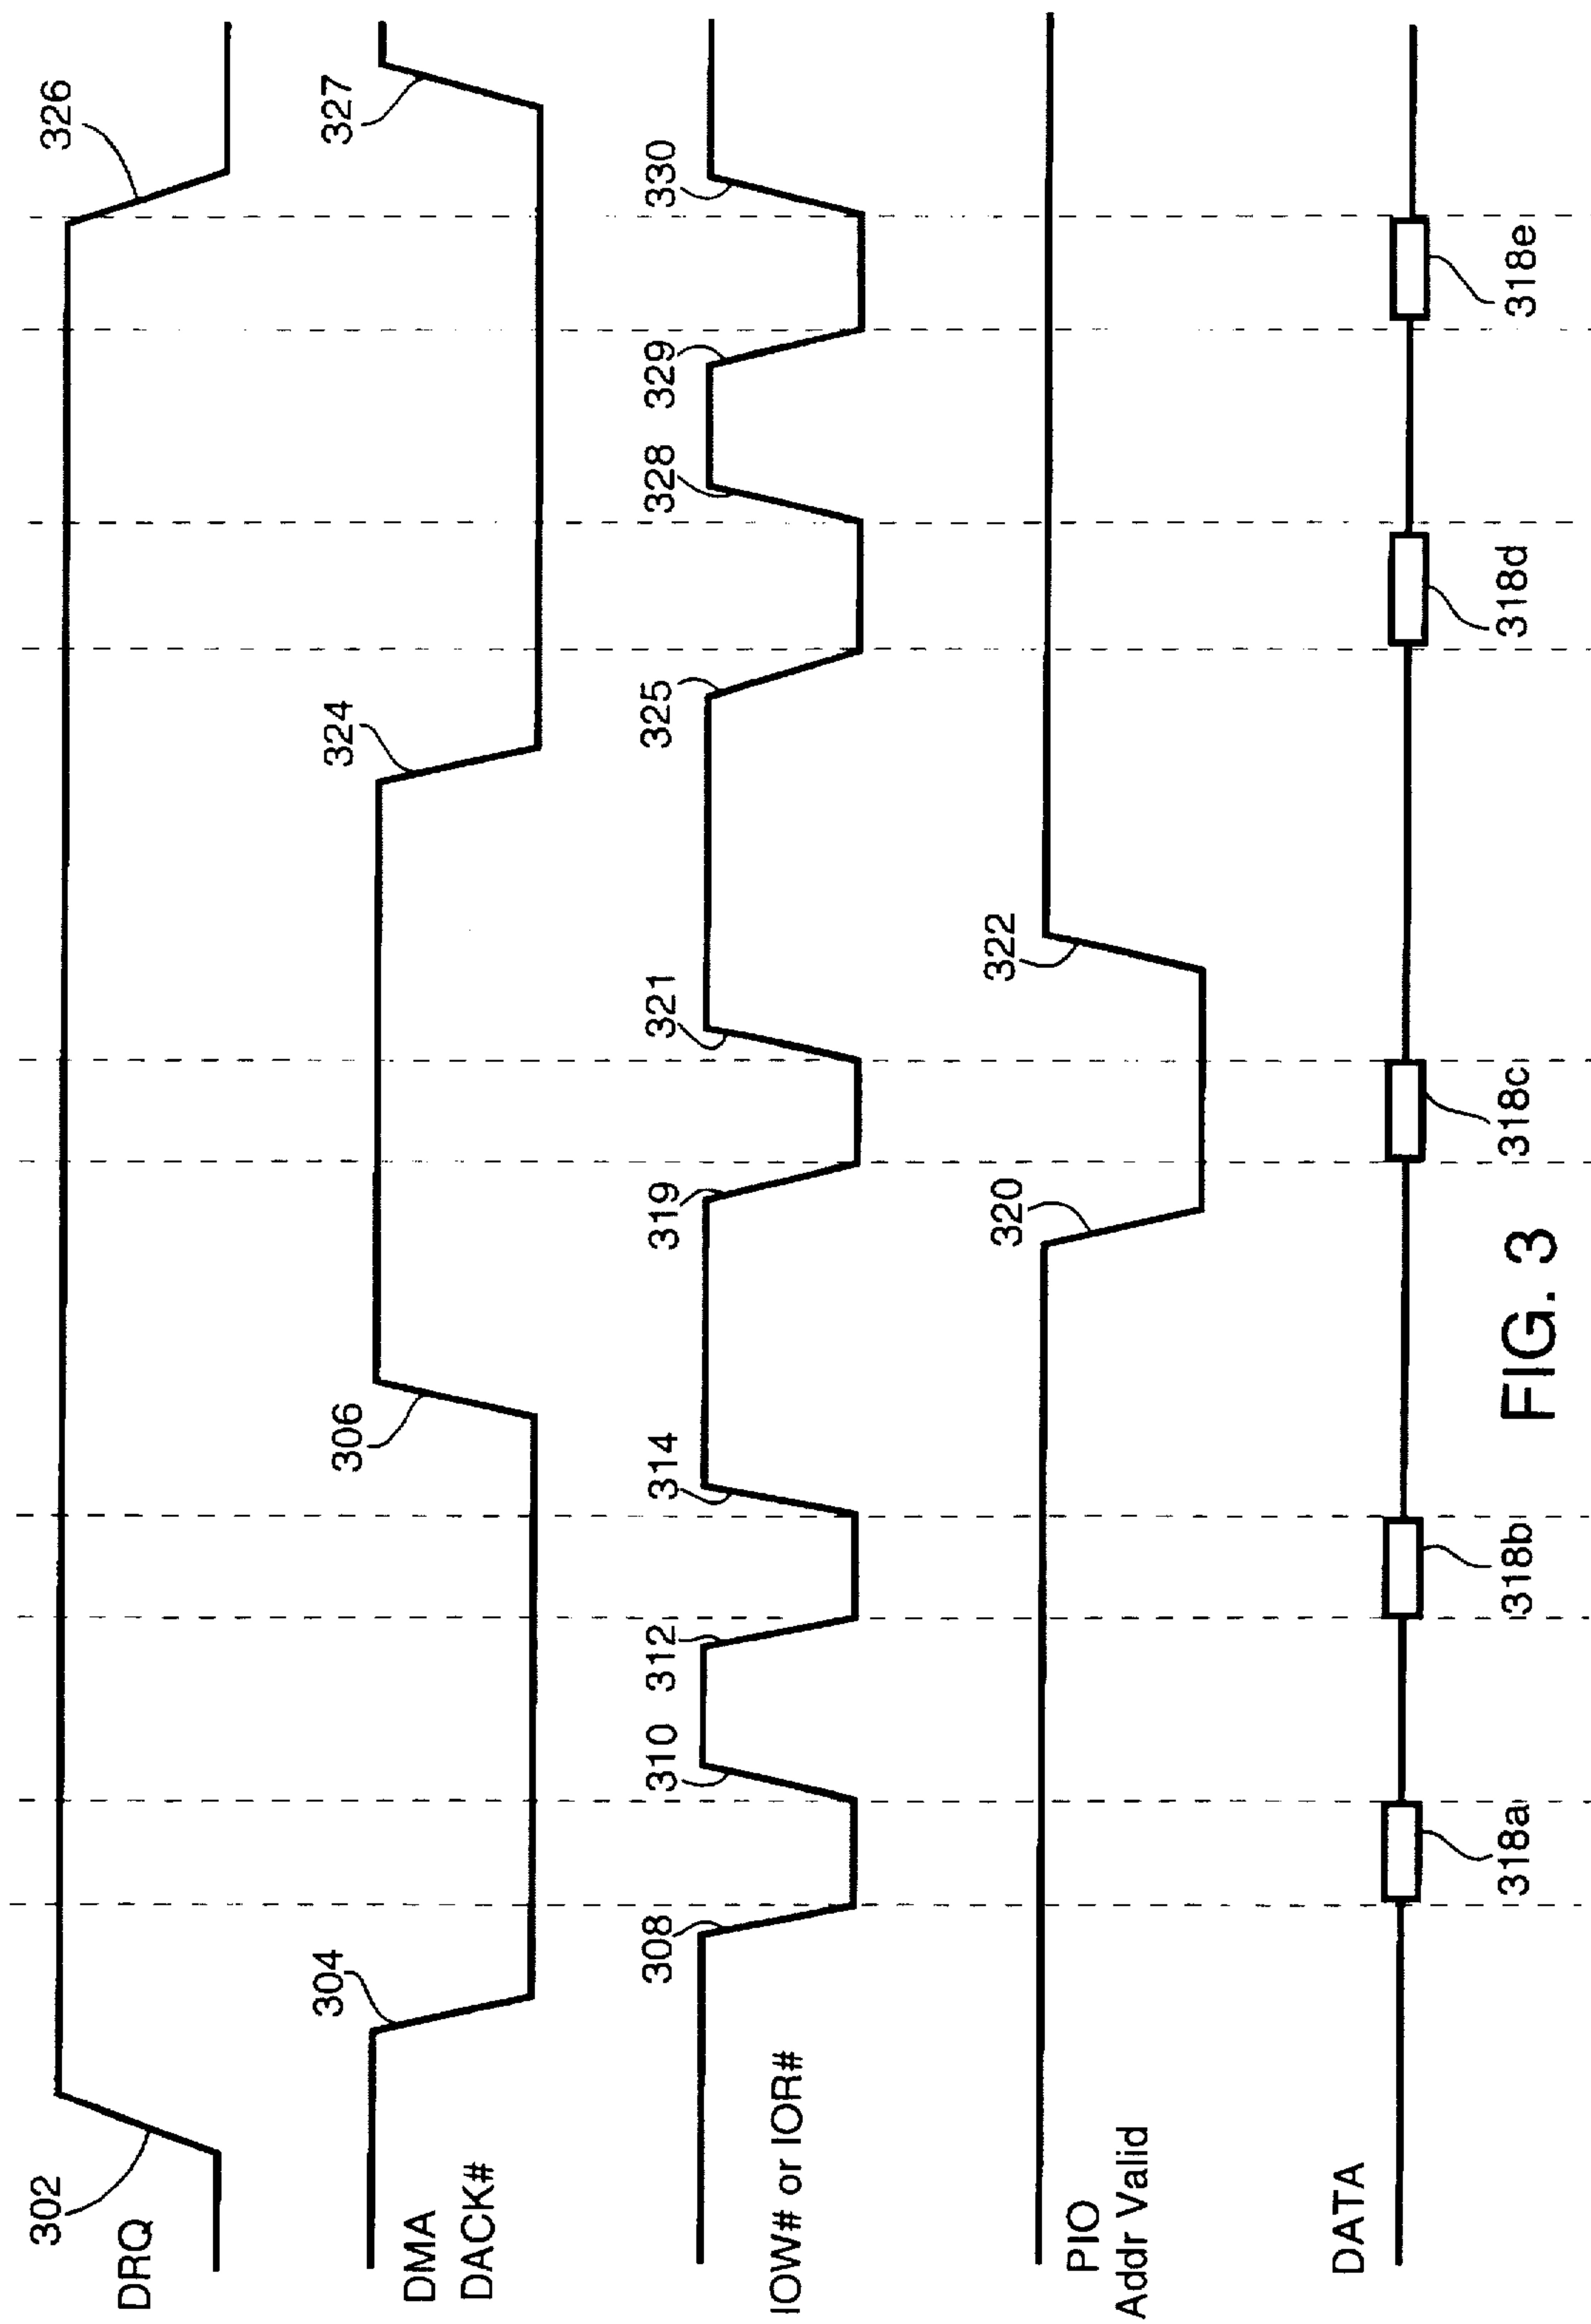 302
326
DRQ
304
306
324
327
DMA
DACK#
308
310
312
314
319
321
325
328
329
330
IOW# or IOR#
320
322
PIO
Addr Valid
DATA
318a
318b
318c
318d
318e
FIG. 3